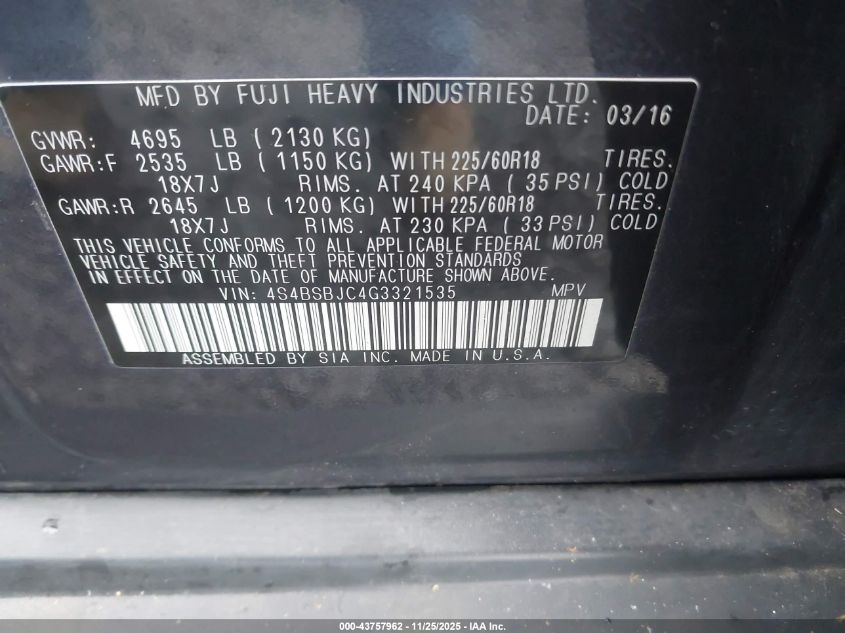 MFD BY FUJI HEAVY INDUSTRIES LTD.
DATE: 03/16
GVWR: 4695 LB ( 2130 KG)
GAWR:F 2535 LB ( 1150 KG) WITH 225/60R18 TIRES.
18X7J RIMS. AT 240 KPA ( 35 PSI) COLD
GAWR:R 2645 LB ( 1200 KG) WITH 225/60R18 TIRES.
18X7J RIMS. AT 230 KPA ( 33 PSI) COLD
THIS VEHICLE CONFORMS TO ALL APPLICABLE FEDERAL MOTOR
VEHICLE SAFETY AND THEFT PREVENTION STANDARDS
IN EFFECT ON THE DATE OF MANUFACTURE SHOWN ABOVE.
VIN: 4S4BSBJC4G3321535 MPV
ASSEMBLED BY SIA INC. MADE IN U.S.A.
000-43757962 - 11/25/2025 - IAA Inc.